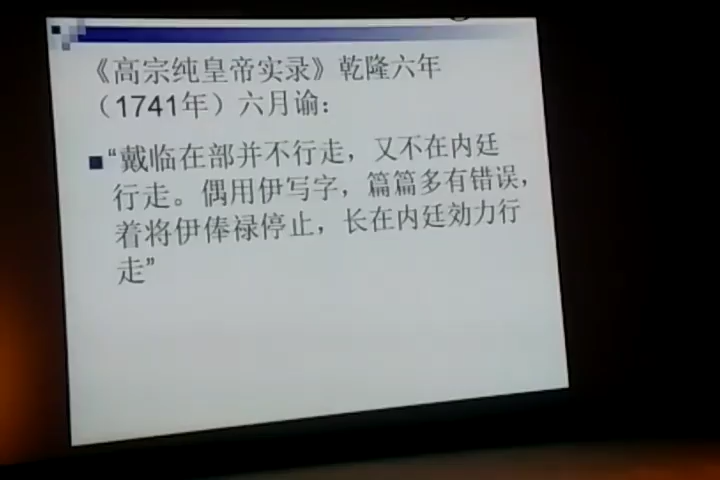 《高宗纯皇帝实录》乾隆六年
（1741年）六月谕：
“戴临在部并不行走，又不在内廷
行走。偶用伊写字，篇篇多有错误，
着将伊俸禄停止，长在内廷効力行
走”